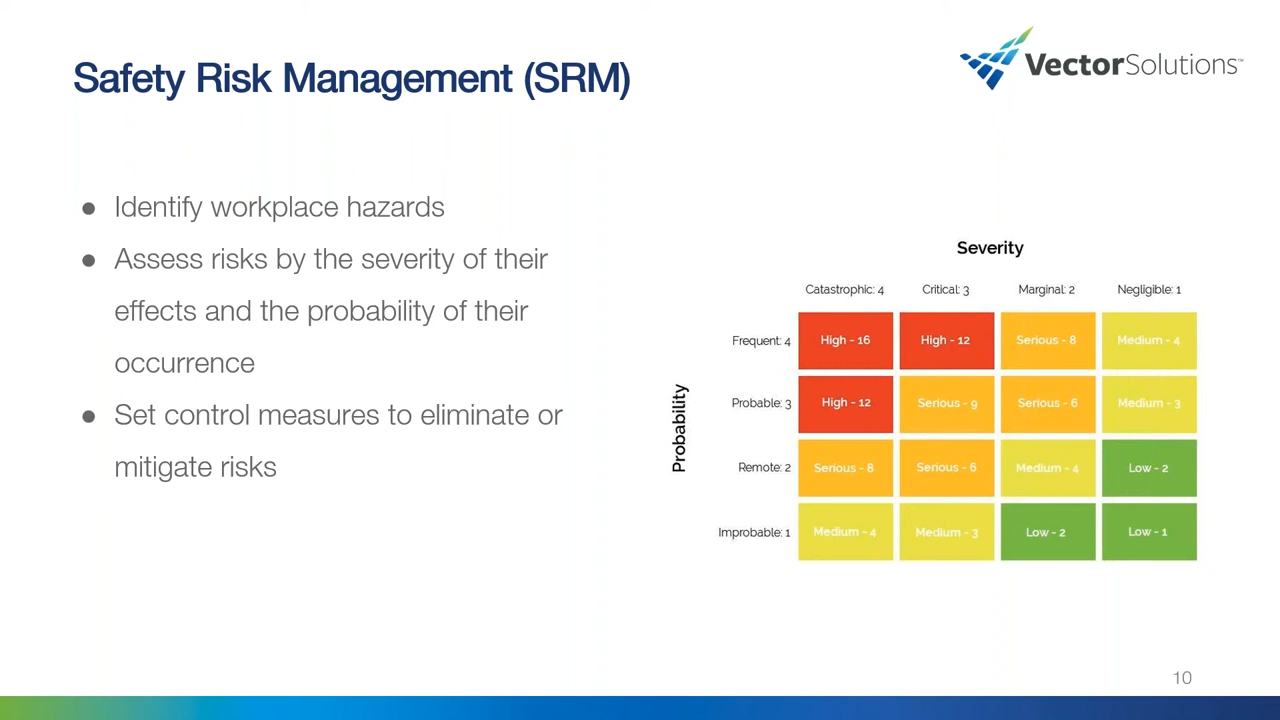 Safety Risk Management (SRM)
VectorSolutions™
● Identify workplace hazards
● Assess risks by the severity of their
effects and the probability of their
occurrence
● Set control measures to eliminate or
mitigate risks
Severity
Catastrophic: 4 Critical: 3 Marginal: 2 Negligible: 1
Probability
Frequent: 4 High - 16 High - 12 Serious - 8 Medium - 4
Probable: 3 High - 12 Serious - 9 Serious - 6 Medium - 3
Remote: 2 Serious - 8 Serious - 6 Medium - 4 Low - 2
Improbable: 1 Medium - 4 Medium - 3 Low - 2 Low - 1
10